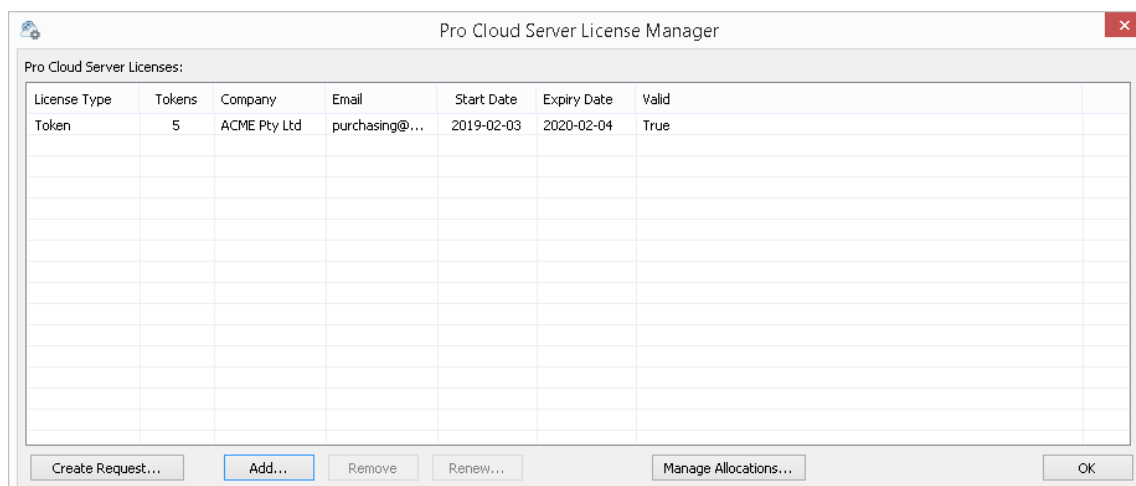 Pro Cloud Server License Manager
Pro Cloud Server Licenses:
License Type Tokens Company Email Start Date Expiry Date Valid
Token 5 ACME Pty Ltd purchasing@... 2019-02-03 2020-02-04 True
Create Request... Add... Remove Renew... Manage Allocations... OK